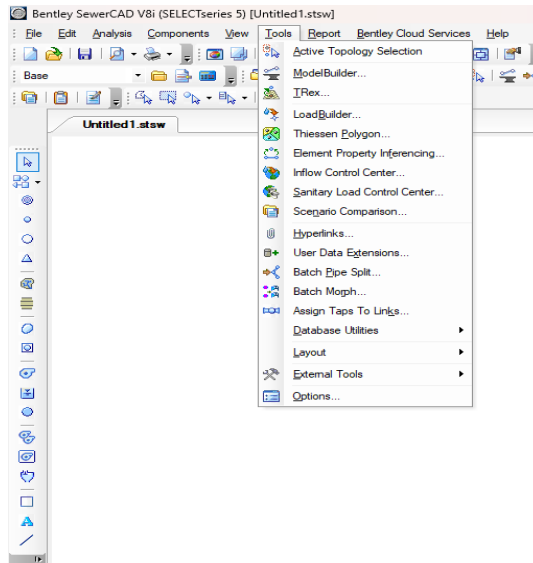 Bentley SewerCAD V8i (SELECTseries 5) [Untitled1.stsw]
File Edit Analysis Components View Tools Report Bentley Cloud Services Help
Base
Untitled1.stsw
Active Topology Selection
ModelBuilder...
TRex...
LoadBuilder...
Thiessen Polygon...
Element Property Inferencing...
Inflow Control Center...
Sanitary Load Control Center...
Scenario Comparison...
Hyperlinks...
User Data Extensions...
Batch Pipe Split...
Batch Morph...
Assign Taps To Links...
Database Utilities
Layout
External Tools
Options...
A